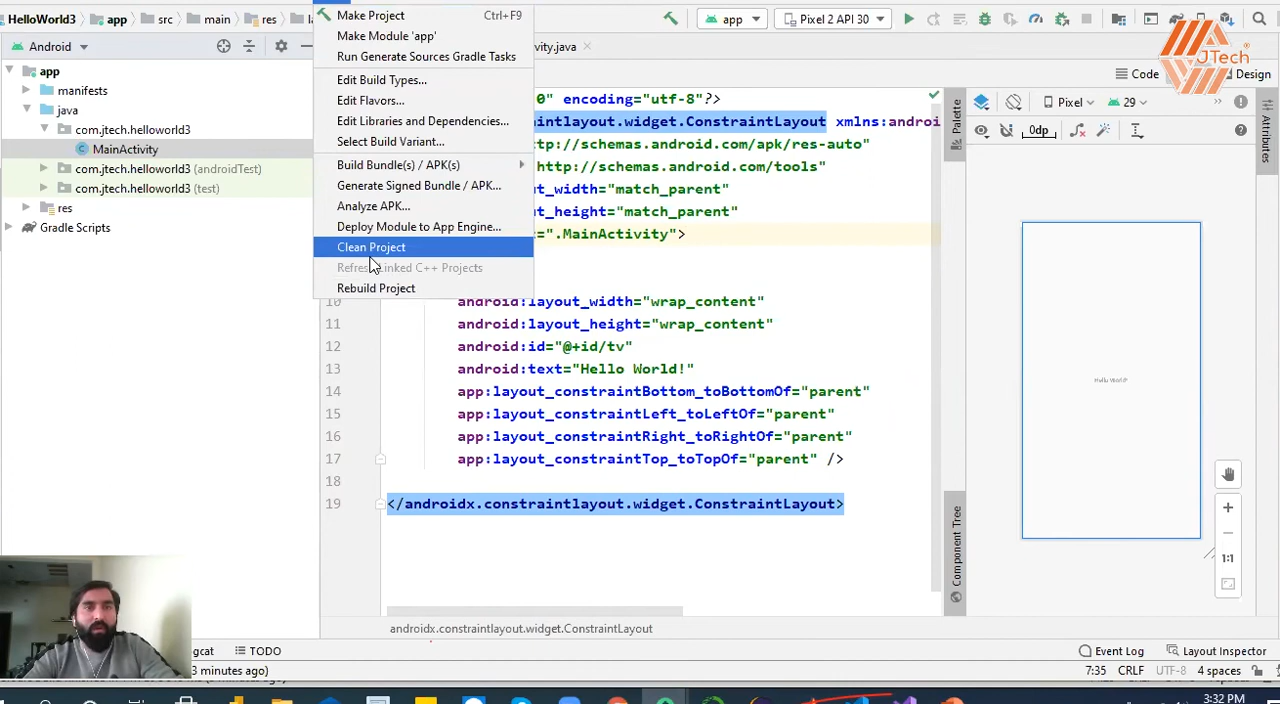 HelloWorld3
app
src
main
res
app
Pixel 2 API 30
JTech
Android
Make Project Ctrl+F9
Make Module 'app'
Run Generate Sources Gradle Tasks
Edit Build Types...
Edit Flavors...
Edit Libraries and Dependencies...
Select Build Variant...
Build Bundle(s) / APK(s)
Generate Signed Bundle / APK...
Analyze APK...
Deploy Module to App Engine...
Clean Project
Linked C++ Projects
Rebuild Project
app
manifests
java
com.jtech.helloworld3
MainActivity
com.jtech.helloworld3 (androidTest)
com.jtech.helloworld3 (test)
res
Gradle Scripts
vity.java
Code
Design
0" encoding="utf-8"?>
aintlayout.widget.ConstraintLayout xmlns:androi
http://schemas.android.com/apk/res-auto"
http://schemas.android.com/tools"
t_width="match_parent"
t_height="match_parent"
=".MainActivity">
10 android:layout_width="wrap_content"
11 android:layout_height="wrap_content"
12 android:id="@+id/tv"
13 android:text="Hello World!"
14 app:layout_constraintBottom_toBottomOf="parent"
15 app:layout_constraintLeft_toLeftOf="parent"
16 app:layout_constraintRight_toRightOf="parent"
17 app:layout_constraintTop_toTopOf="parent" />
18
19 </androidx.constraintlayout.widget.ConstraintLayout>
androidx.constraintlayout.widget.ConstraintLayout
Palette
Component Tree
Pixel
29
0dp
Attributes
Hello World!
1:1
gcat
TODO
Event Log
Layout Inspector
3 minutes ago)
7:35 CRLF UTF-8 4 spaces
3:32 PM